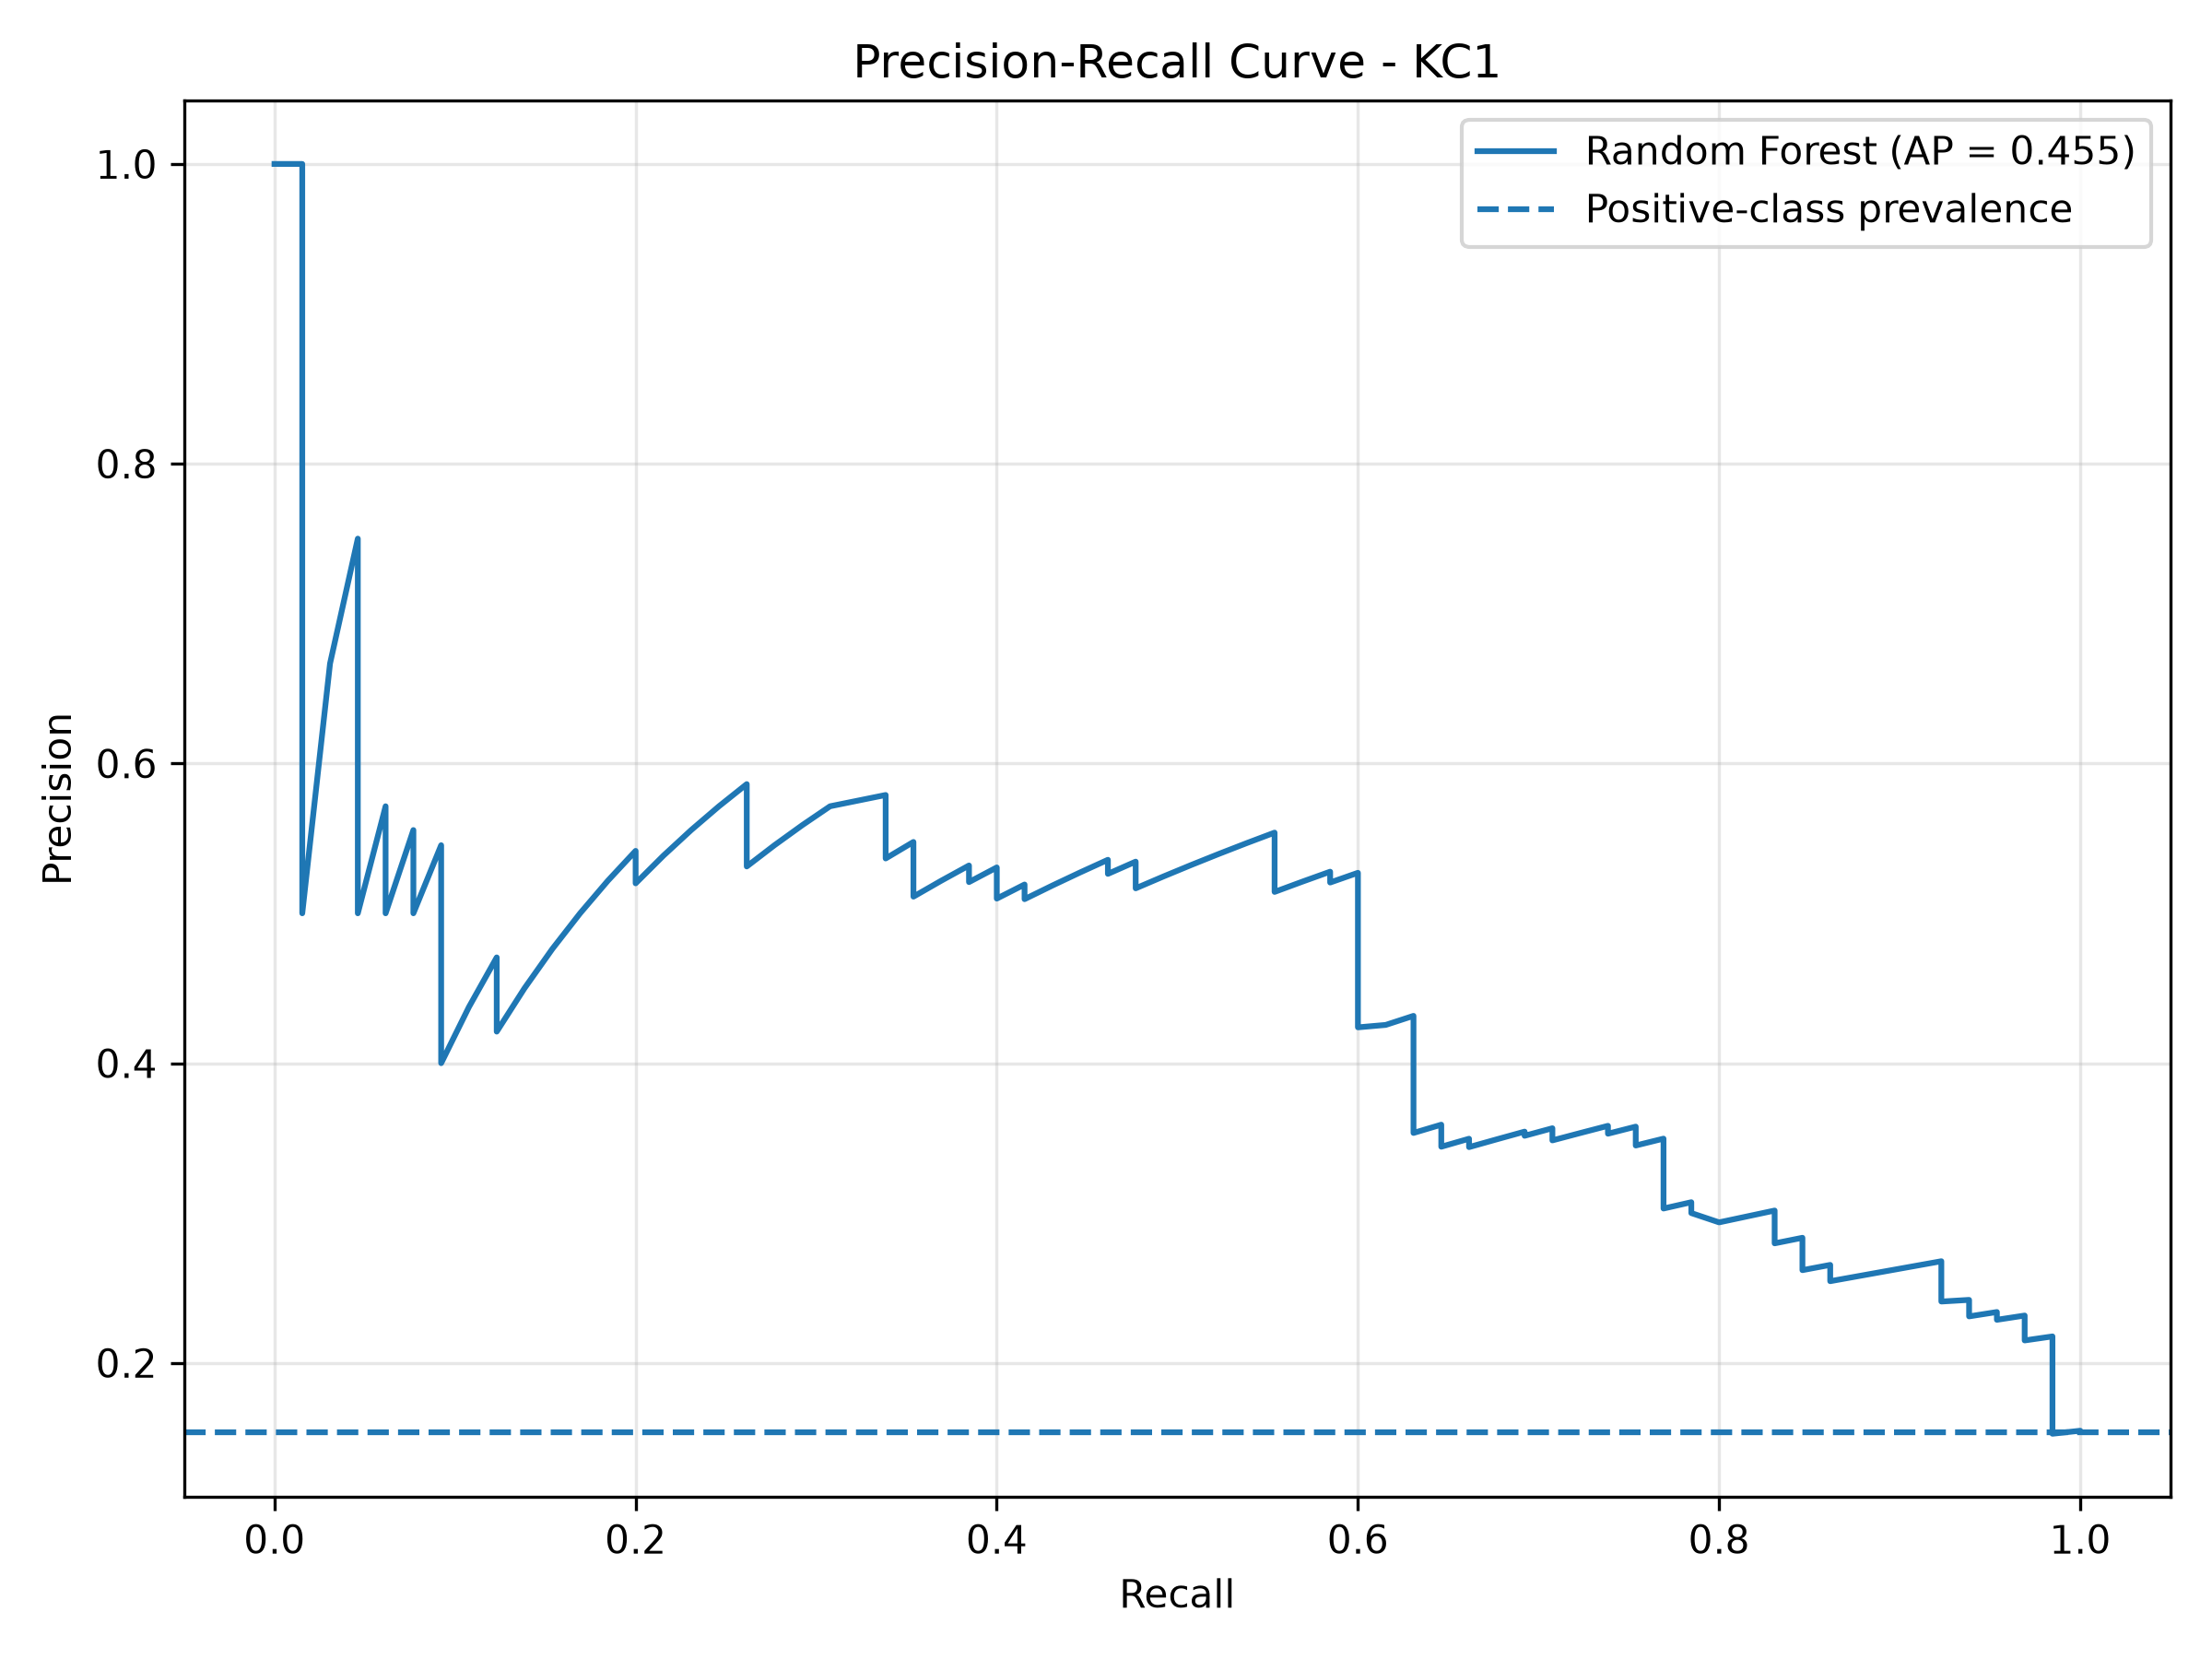 Precision-Recall Curve - KC1
Random Forest (AP = 0.455)
Positive-class prevalence
Precision
1.0
0.8
0.6
0.4
0.2
0.0 0.2 0.4 0.6 0.8 1.0
Recall